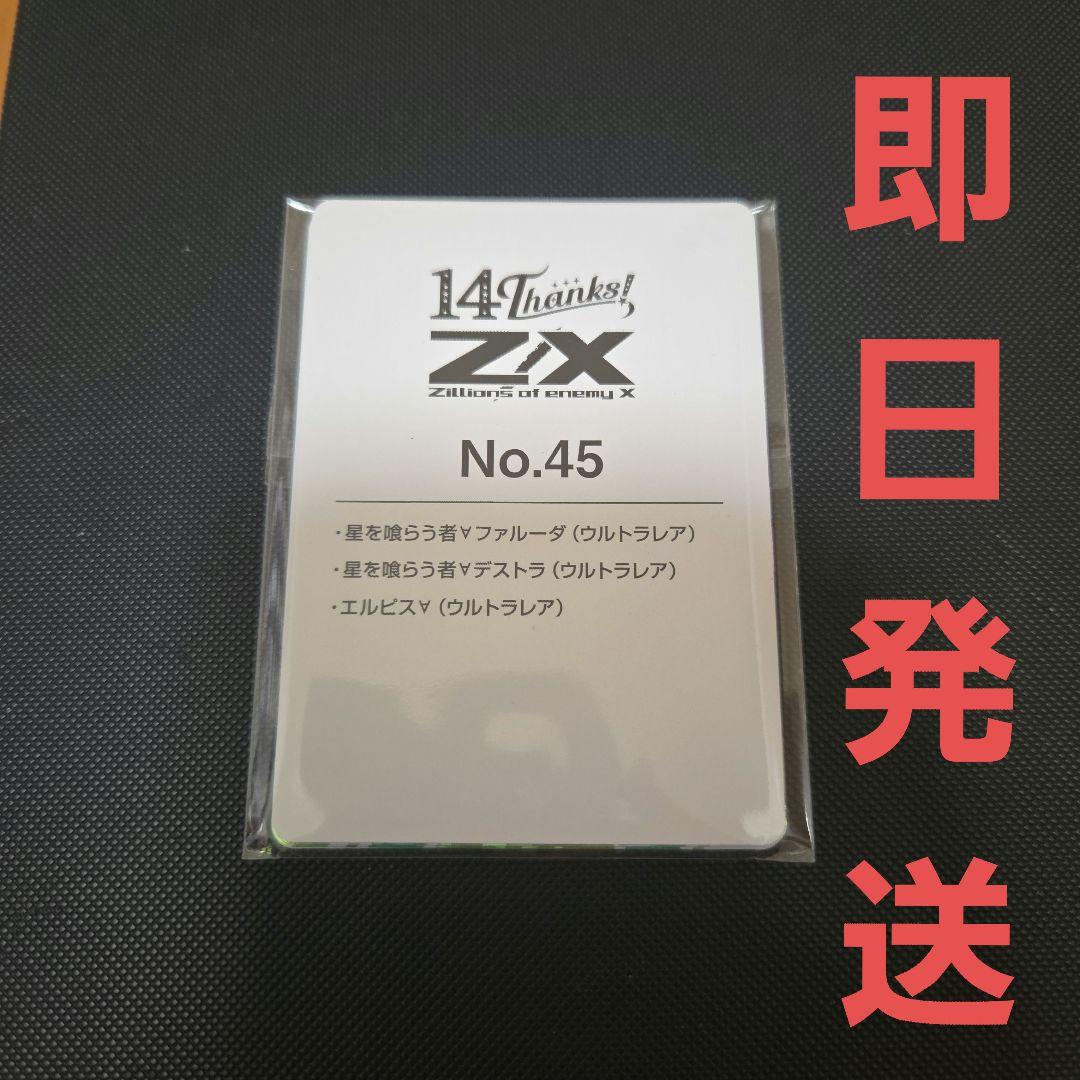 14 Thanks!
Z/X
Zillions of enemy X
No.45
・星を喰らう者∀ファルーダ（ウルトラレア）
・星を喰らう者∀デストラ（ウルトラレア）
・エルピス∀（ウルトラレア）
即日発送